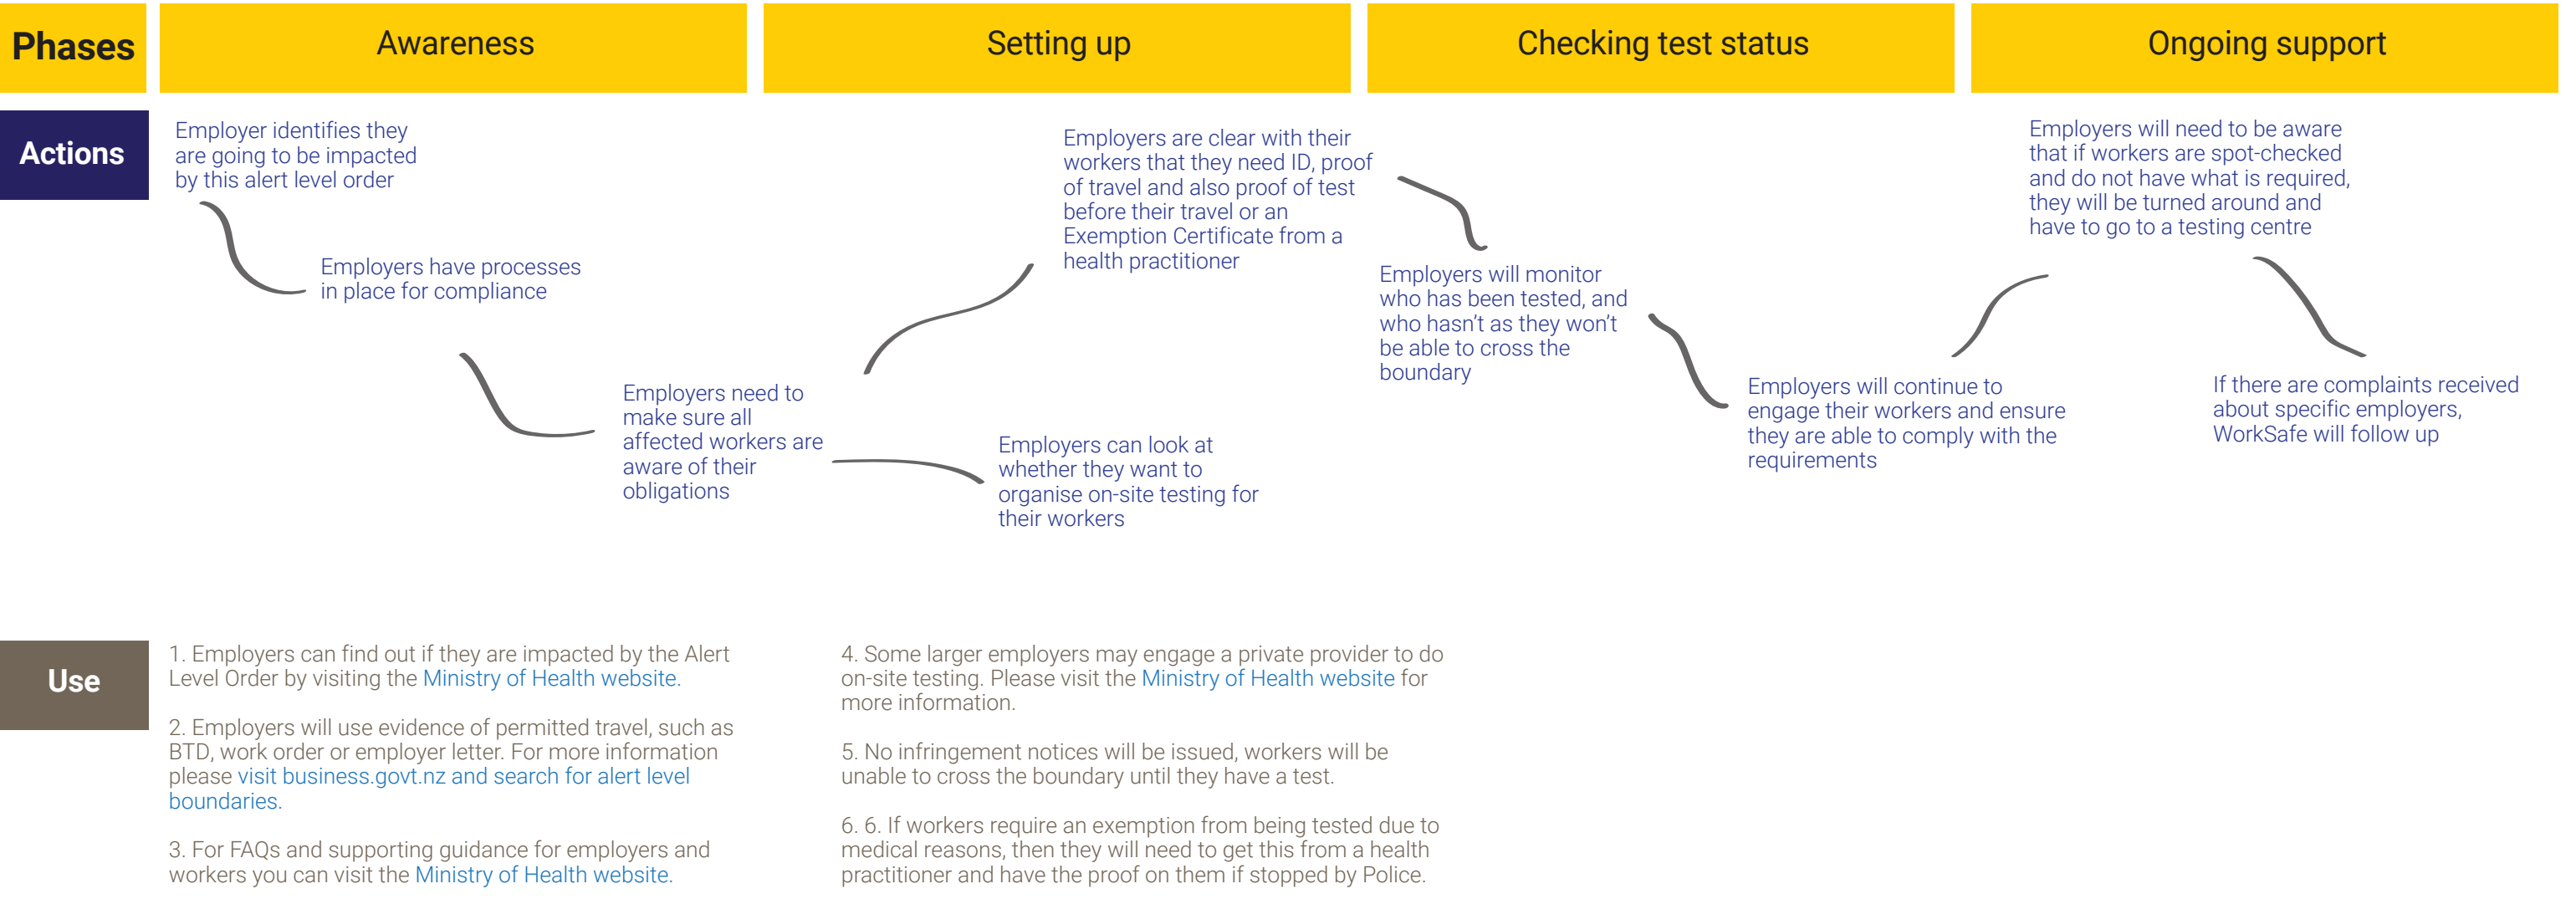 Phases
Awareness
Setting up
Checking test status
Ongoing support
Actions
Employer identifies they
are going to be impacted
by this alert level order
Employers have processes
in place for compliance
Employers need to
make sure all
affected workers are
aware of their
obligations
Employers are clear with their
workers that they need ID, proof
of travel and also proof of test
before their travel or an
Exemption Certificate from a
health practitioner
Employers can look at
whether they want to
organise on-site testing for
their workers
Employers will monitor
who has been tested, and
who hasn’t as they won’t
be able to cross the
boundary
Employers will continue to
engage their workers and ensure
they are able to comply with the
requirements
Employers will need to be aware
that if workers are spot-checked
and do not have what is required,
they will be turned around and
have to go to a testing centre
If there are complaints received
about specific employers,
WorkSafe will follow up
Use
1. Employers can find out if they are impacted by the Alert
Level Order by visiting the Ministry of Health website.
2. Employers will use evidence of permitted travel, such as
BTD, work order or employer letter. For more information
please visit business.govt.nz and search for alert level
boundaries.
3. For FAQs and supporting guidance for employers and
workers you can visit the Ministry of Health website.
4. Some larger employers may engage a private provider to do
on-site testing. Please visit the Ministry of Health website for
more information.
5. No infringement notices will be issued, workers will be
unable to cross the boundary until they have a test.
6. 6. If workers require an exemption from being tested due to
medical reasons, then they will need to get this from a health
practitioner and have the proof on them if stopped by Police.